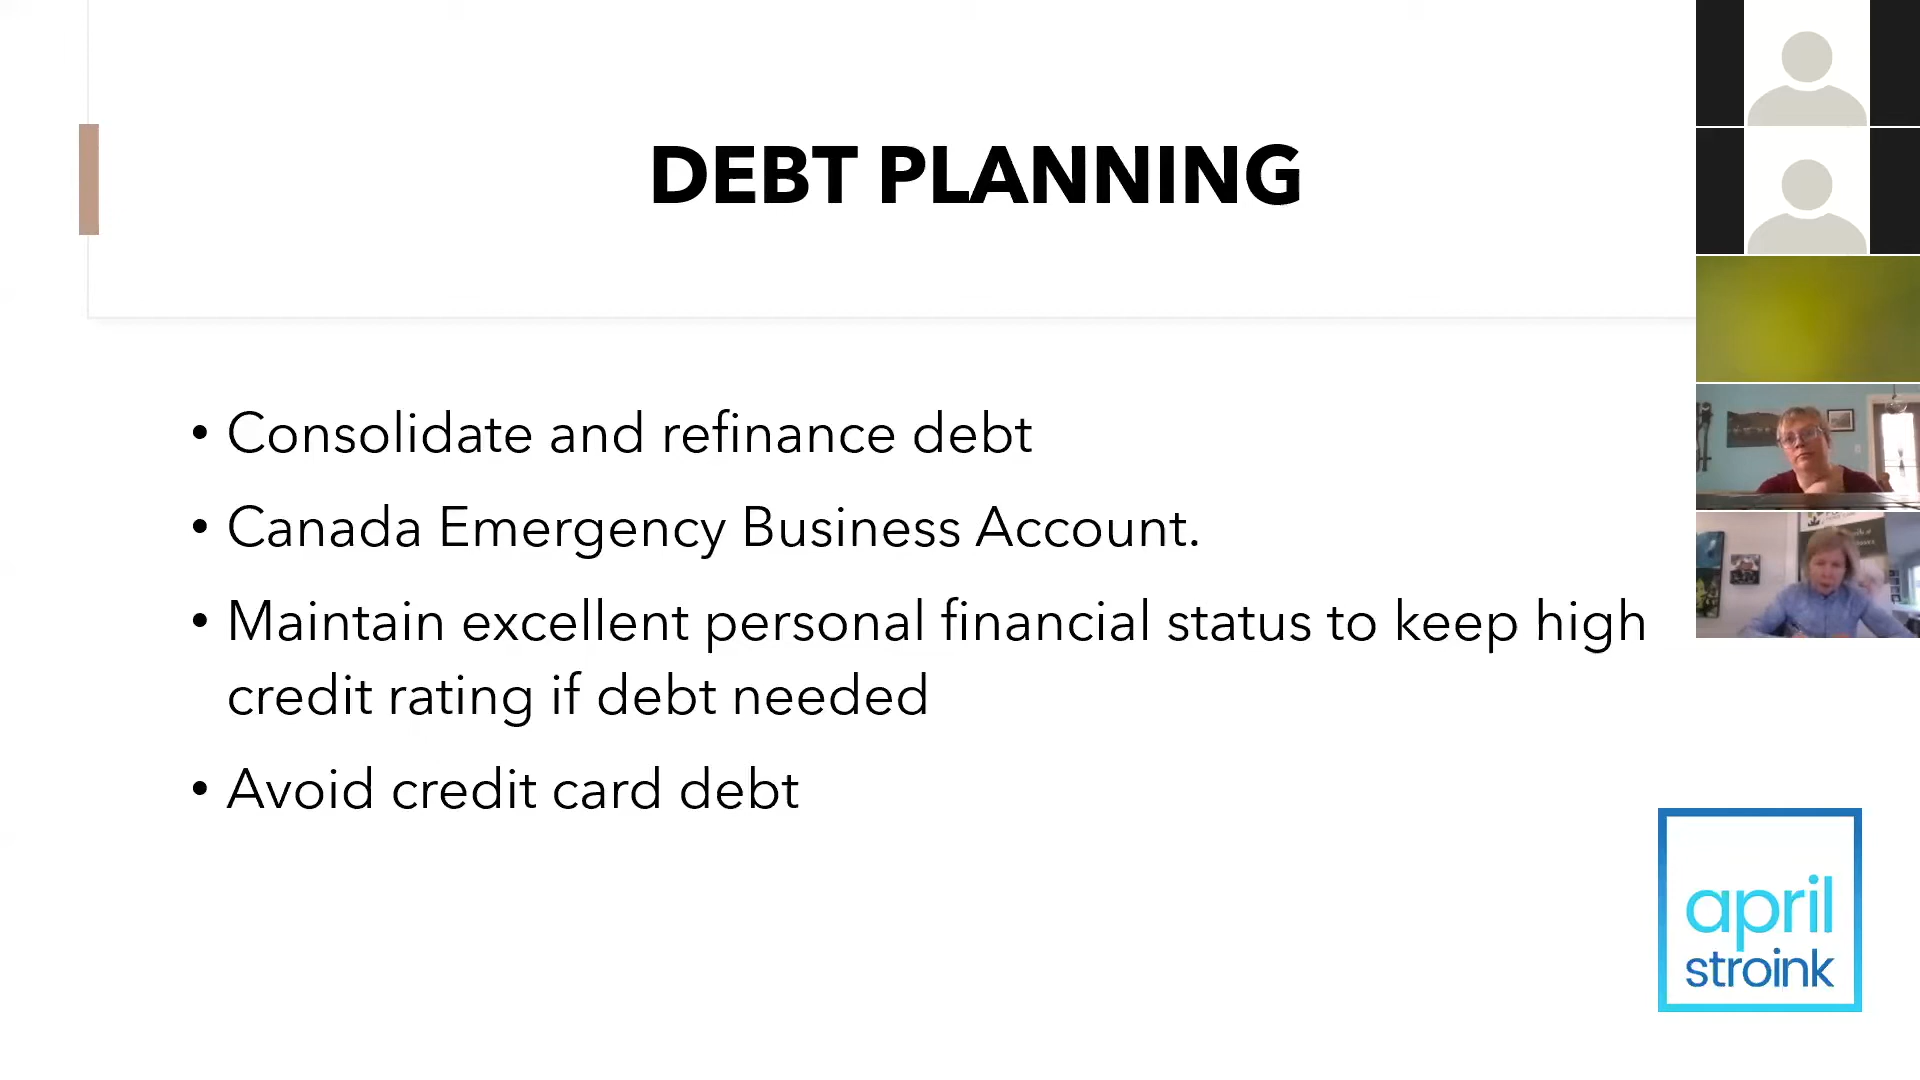 DEBT PLANNING
• Consolidate and refinance debt
• Canada Emergency Business Account.
• Maintain excellent personal financial status to keep high
credit rating if debt needed
• Avoid credit card debt
april
stroink